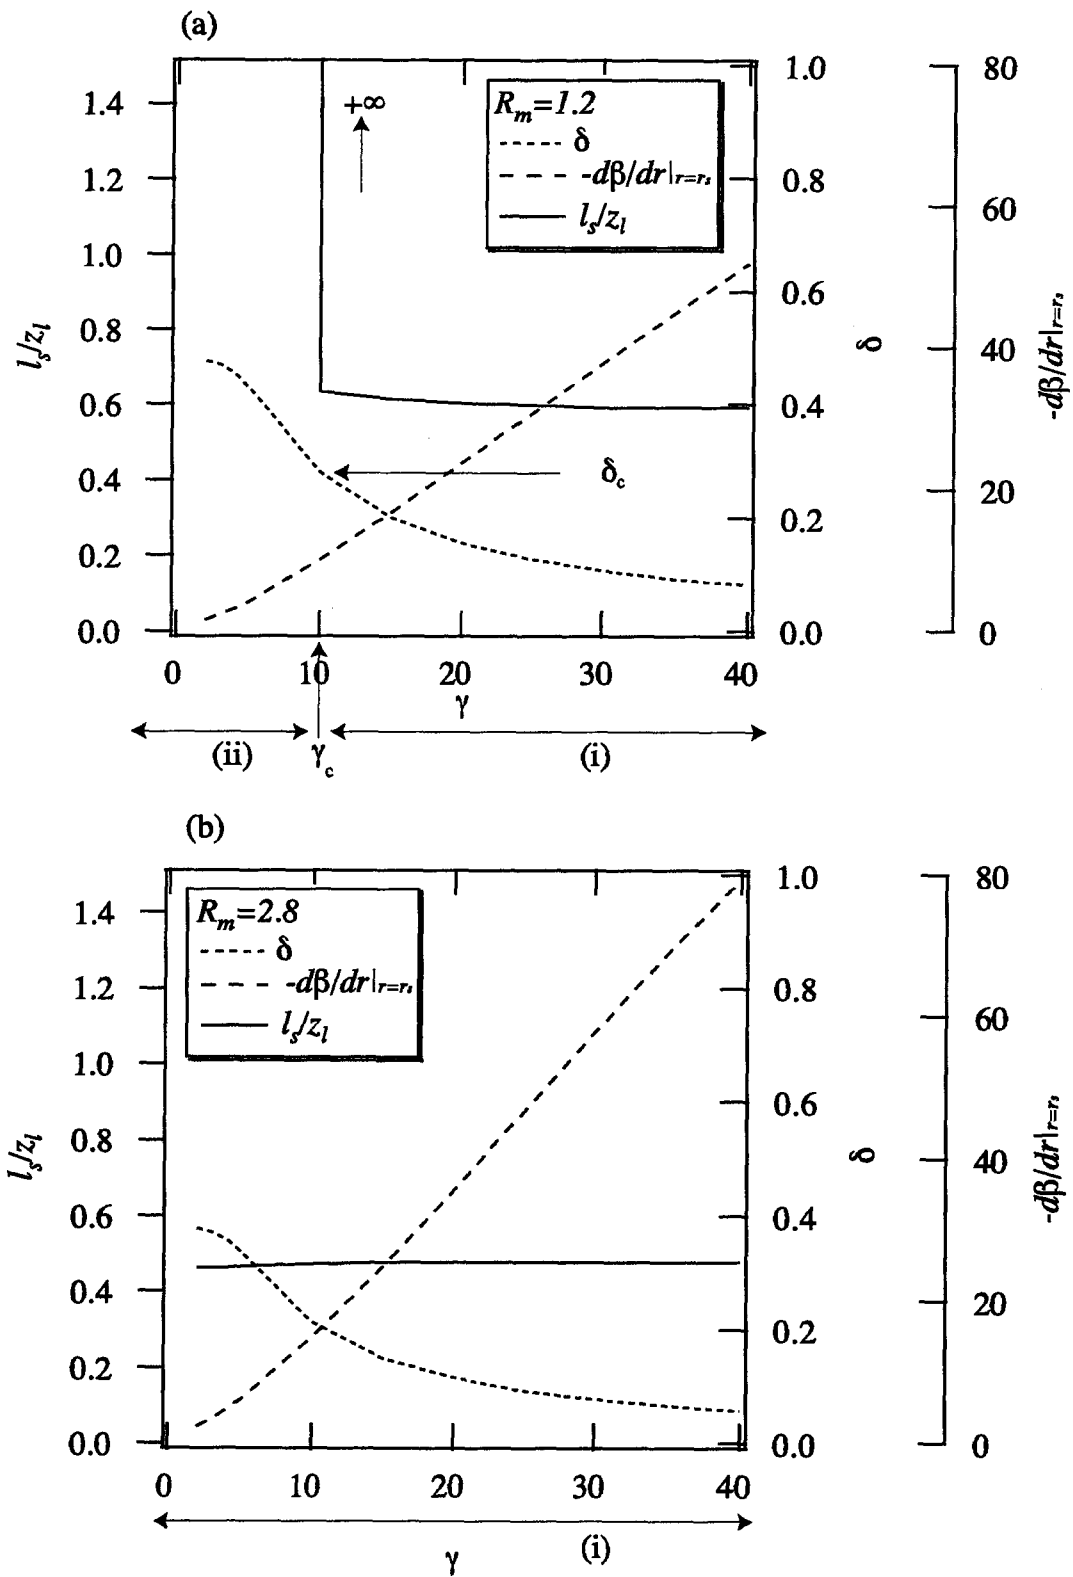 (a)
1.4
1.2
1.0
0.8
0.6
0.4
0.2
0.0
l_s/z_l
+∞
R_m=1.2
δ
-dβ/dr|r=r_s
l_s/z_l
δ_c
1.0
0.8
0.6
0.4
0.2
0.0
δ
80
60
40
20
0
-dβ/dr|r=r_s
0 10 20 30 40
γ
(ii) γ_c (i)
(b)
1.4
1.2
1.0
0.8
0.6
0.4
0.2
0.0
l_s/z_l
R_m=2.8
δ
-dβ/dr|r=r_s
l_s/z_l
1.0
0.8
0.6
0.4
0.2
0.0
δ
80
60
40
20
0
-dβ/dr|r=r_s
0 10 20 30 40
(i)
γ